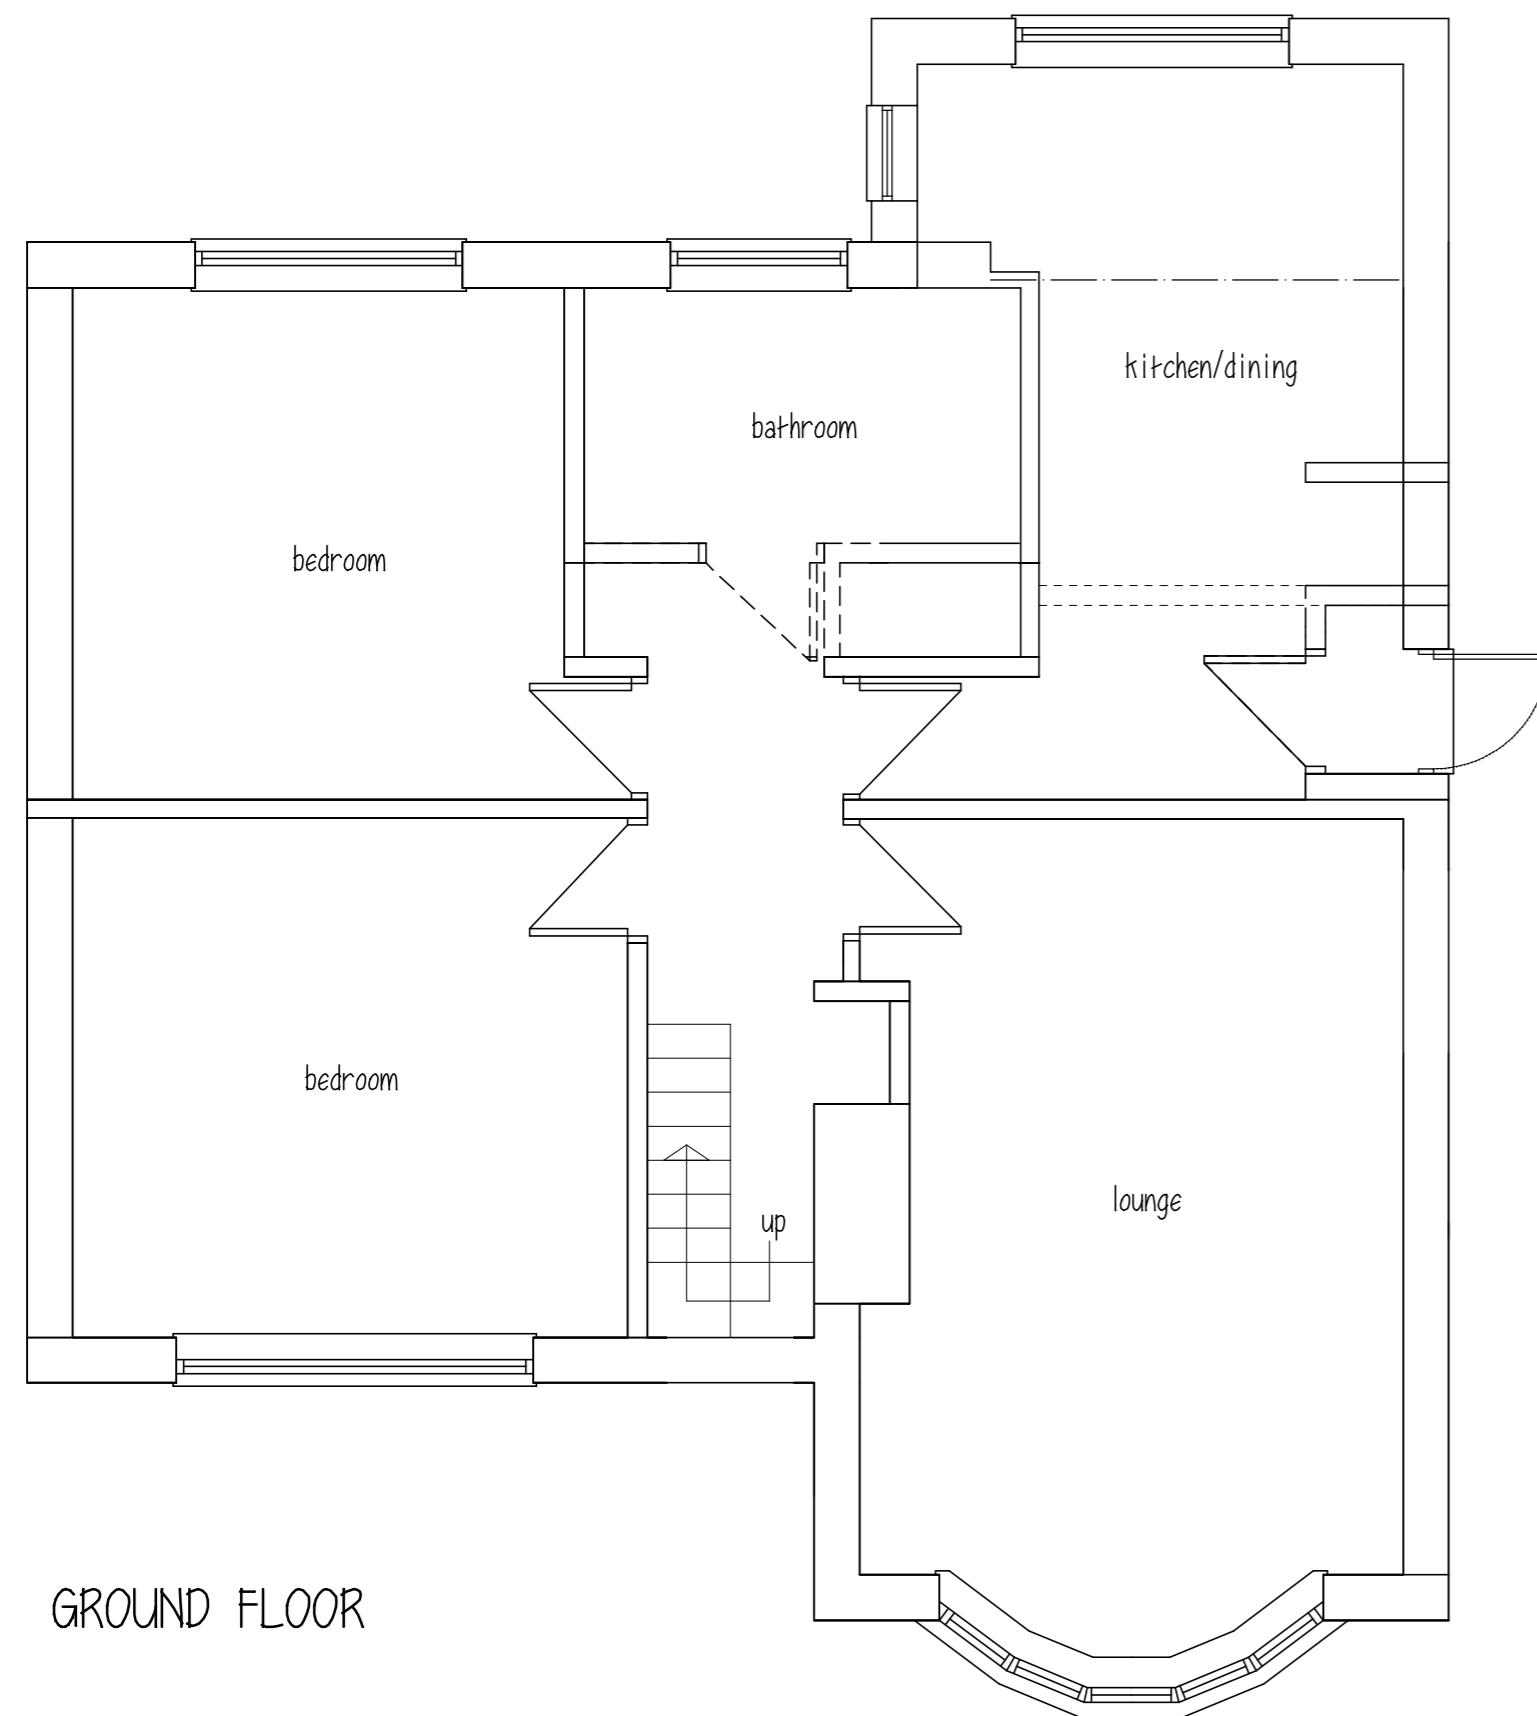 kitchen/dining
bathroom
bedroom
bedroom
lounge
up
GROUND FLOOR